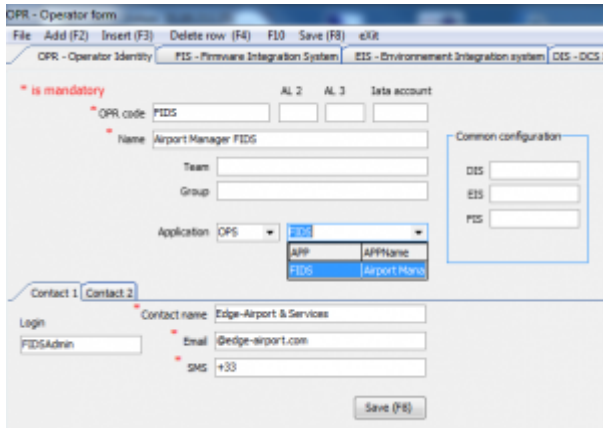 OPR - Operator form
File Add (F2) Insert (F3) Delete row (F4) F10 Save (F8) eXit
OPR - Operator Identity FIS - Firmware Integration System EIS - Environnement Integration system DIS - DCS
* is mandatory AL 2 AL 3 Iata account
* OPR code FIDS
* Name Airport Manager FIDS
Common configuration
Team
DIS
Group
EIS
FIS
Application OPS FIDS
APP APPName
FIDS Airport Mana
Contact 1 Contact 2
Login
* Contact name Edge-Airport & Services
FIDSAdmin
* Email @edge-airport.com
* SMS +33
Save (F8)